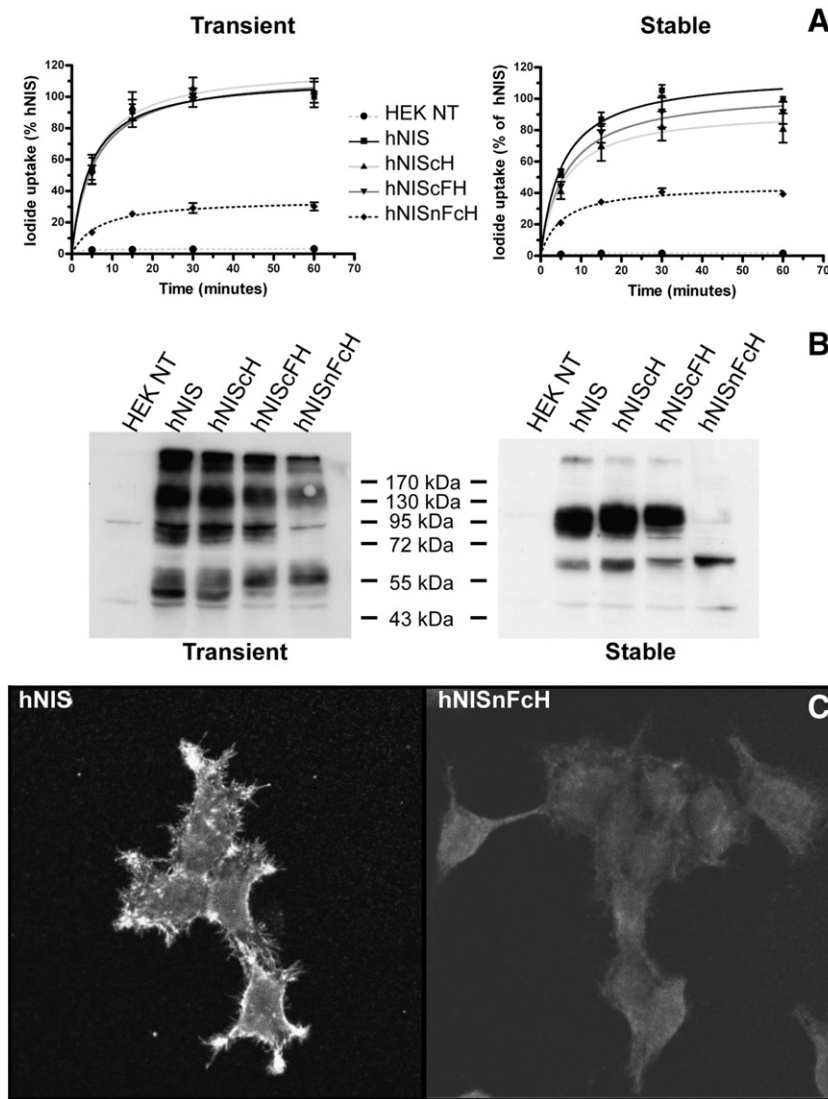 Transient
Stable
A
Iodide uptake (% hNIS)
120
100
80
60
40
20
0
0 10 20 30 40 50 60 70
Time (minutes)
HEK NT
hNIS
hNIScH
hNIScFH
hNISnFcH
Iodide uptake (% of hNIS)
120
100
80
60
40
20
0
0 10 20 30 40 50 60 70
Time (minutes)
B
HEK NT
hNIS
hNIScH
hNIScFH
hNISnFcH
HEK NT
hNIS
hNIScH
hNIScFH
hNISnFcH
170 kDa
130 kDa
95 kDa
72 kDa
55 kDa
43 kDa
Transient
Stable
hNIS
hNISnFcH
C